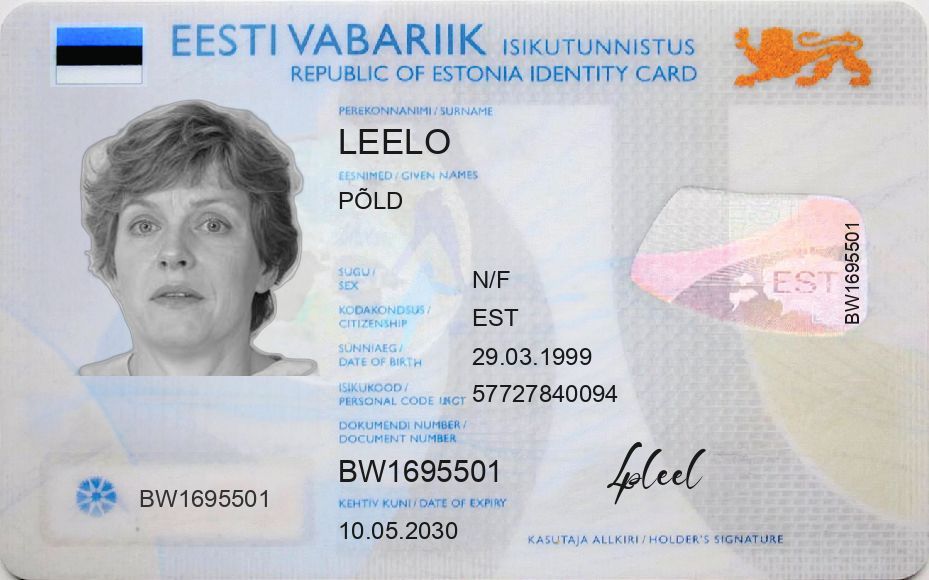 EESTI VABARIIK ISIKUTUNNISTUS
REPUBLIC OF ESTONIA IDENTITY CARD
PEREKONNANIMI / SURNAME
LEELO
EESNIMED / GIVEN NAMES
PÕLD
SUGU /
SEX
N/F
KODAKONDSUS /
CITIZENSHIP
EST
SÜNNIAEG /
DATE OF BIRTH
29.03.1999
ISIKUKOOD /
PERSONAL CODE
57727840094
DOKUMENDI NUMBER /
DOCUMENT NUMBER
BW1695501
KEHTIV KUNI / DATE OF EXPIRY
10.05.2030
BW1695501
EST
BW1695501
KASUTAJA ALLKIRI / HOLDER'S SIGNATURE